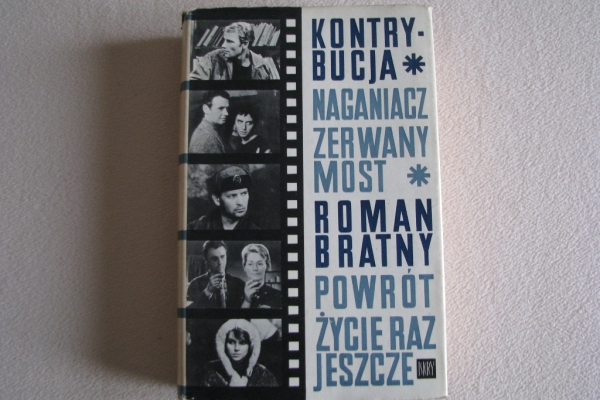 KONTRY-
BUCJA *
NAGANIACZ
ZERWANY
MOST *
ROMAN
BRATNY
POWRÓT
ŻYCIE RAZ
JESZCZE